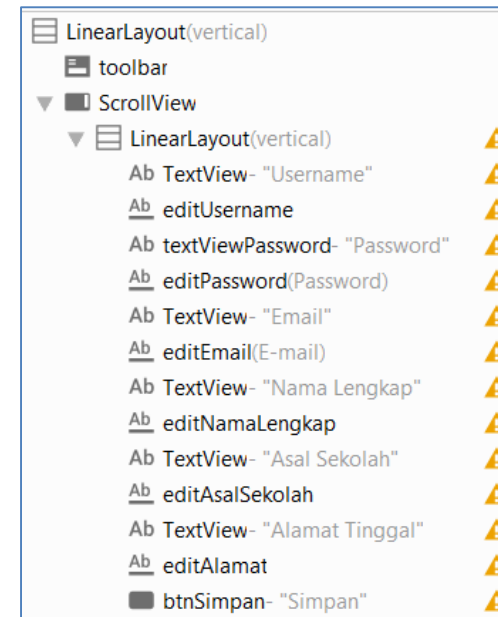 LinearLayout(vertical)
toolbar
ScrollView
LinearLayout(vertical)
Ab TextView- "Username"
Ab editUsername
Ab textViewPassword- "Password"
Ab editPassword(Password)
Ab TextView- "Email"
Ab editEmail(E-mail)
Ab TextView- "Nama Lengkap"
Ab editNamaLengkap
Ab TextView- "Asal Sekolah"
Ab editAsalSekolah
Ab TextView- "Alamat Tinggal"
Ab editAlamat
btnSimpan- "Simpan"